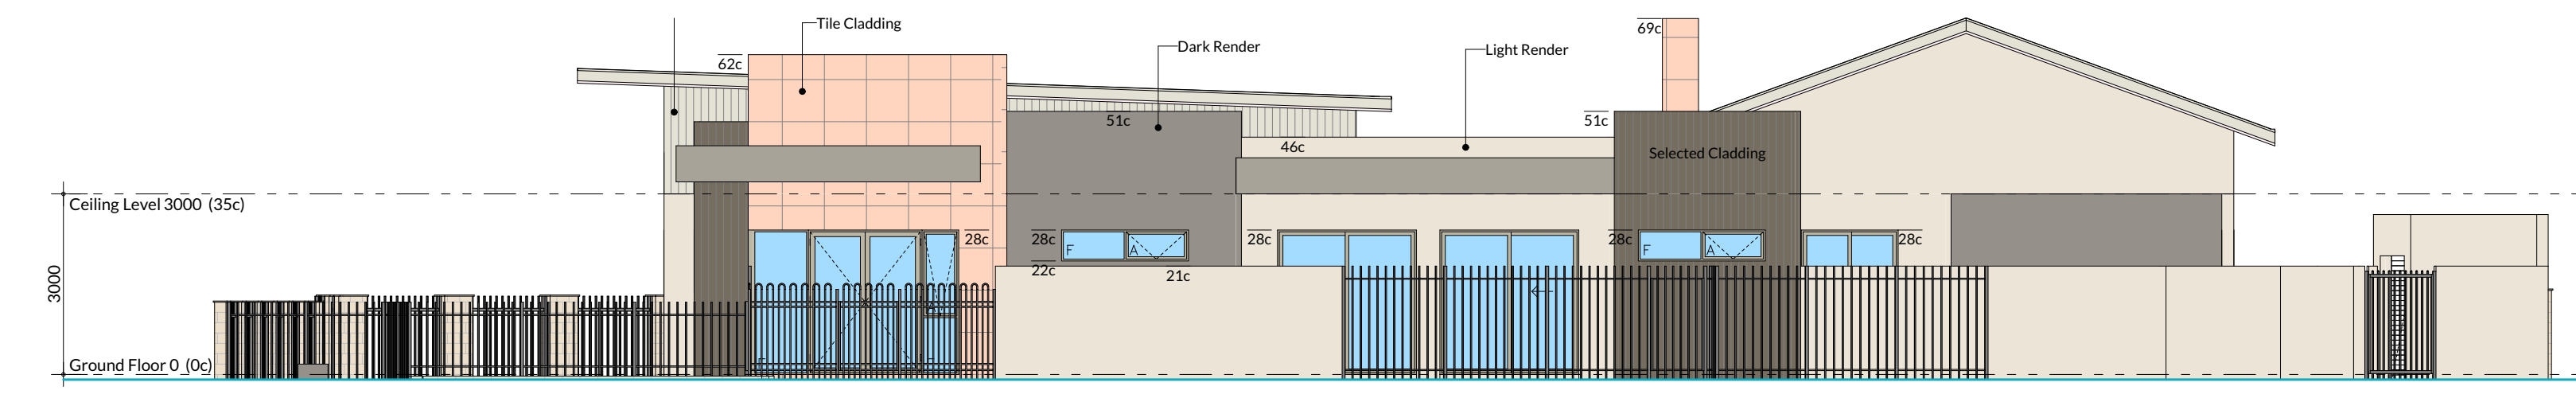 Tile Cladding
69c
Dark Render
Light Render
62c
51c
51c
46c
Selected Cladding
Ceiling Level 3000 (35c)
28c
28c
28c
28c
28c
F
A
F
A
22c
21c
3000
Ground Floor 0 (0c)